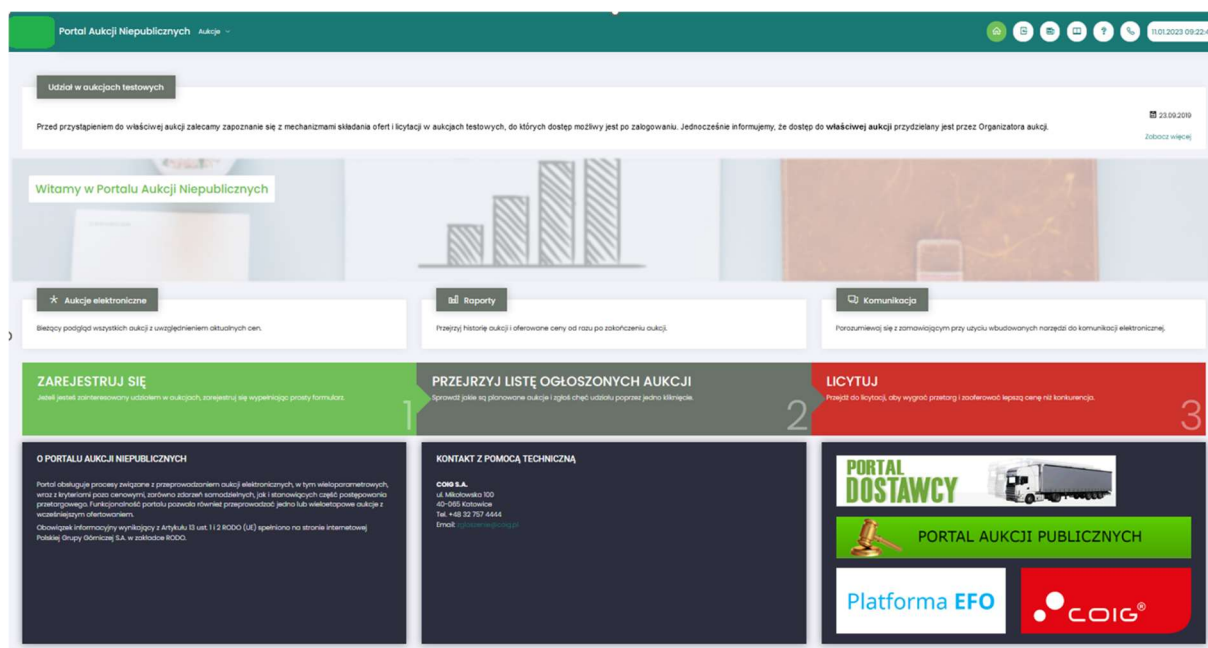 Portal Aukcji Niepublicznych Aukcje
11.01.2023 09:22:4
Udział w aukcjach testowych
Przed przystąpieniem do właściwej aukcji zalecamy zapoznanie się z mechanizmami składania ofert i licytacji w aukcjach testowych, do których dostęp możliwy jest po zalogowaniu. Jednocześnie informujemy, że dostęp do właściwej aukcji przydzielany jest przez Organizatora aukcji.
23.09.2019
Zobacz więcej
Witamy w Portalu Aukcji Niepublicznych
Aukcje elektroniczne
Bieżący podgląd wszystkich aukcji z uwzględnieniem aktualnych cen.
Raporty
Przejrzyj historię aukcji i oferowane ceny od razu po zakończeniu aukcji.
Komunikacja
Porozumiewaj się z zamawiającym przy użyciu wbudowanych narzędzi do komunikacji elektronicznej.
ZAREJESTRUJ SIĘ
Jeżeli jesteś zainteresowany udziałem w aukcjach, zarejestruj się wypełniając prosty formularz.
1
PRZEJRZYJ LISTĘ OGŁOSZONYCH AUKCJI
Sprawdź jakie są planowane aukcje i zgłoś chęć udziału poprzez jedno kliknięcie.
2
LICYTUJ
Przejdź do licytacji, aby wygrać przetarg i zaoferować lepszą cenę niż konkurencja.
3
O PORTALU AUKCJI NIEPUBLICZNYCH
Portal obsługuje procesy związane z przeprowadzaniem aukcji elektronicznych, w tym wieloparametrowych,
wraz z kryteriami poza cenowymi, zarówno zdarzeń samodzielnych, jak i stanowiących część postępowania
przetargowego. Funkcjonalność portalu pozwala również przeprowadzać jedno lub wieloetapowe aukcje z
wcześniejszym ofertowaniem.
Obowiązek informacyjny wynikający z Artykułu 13 ust. 1 i 2 RODO (UE) spełniono na stronie internetowej
Polskiej Grupy Górniczej S.A. w zakładce RODO.
KONTAKT Z POMOCĄ TECHNICZNĄ
COIG S.A.
ul. Mikołowska 100
40-065 Katowice
Tel. +48 32 757 4444
Email: zgloszenie@coig.pl
PORTAL
DOSTAWCY
PORTAL AUKCJI PUBLICZNYCH
Platforma EFO
COIG®